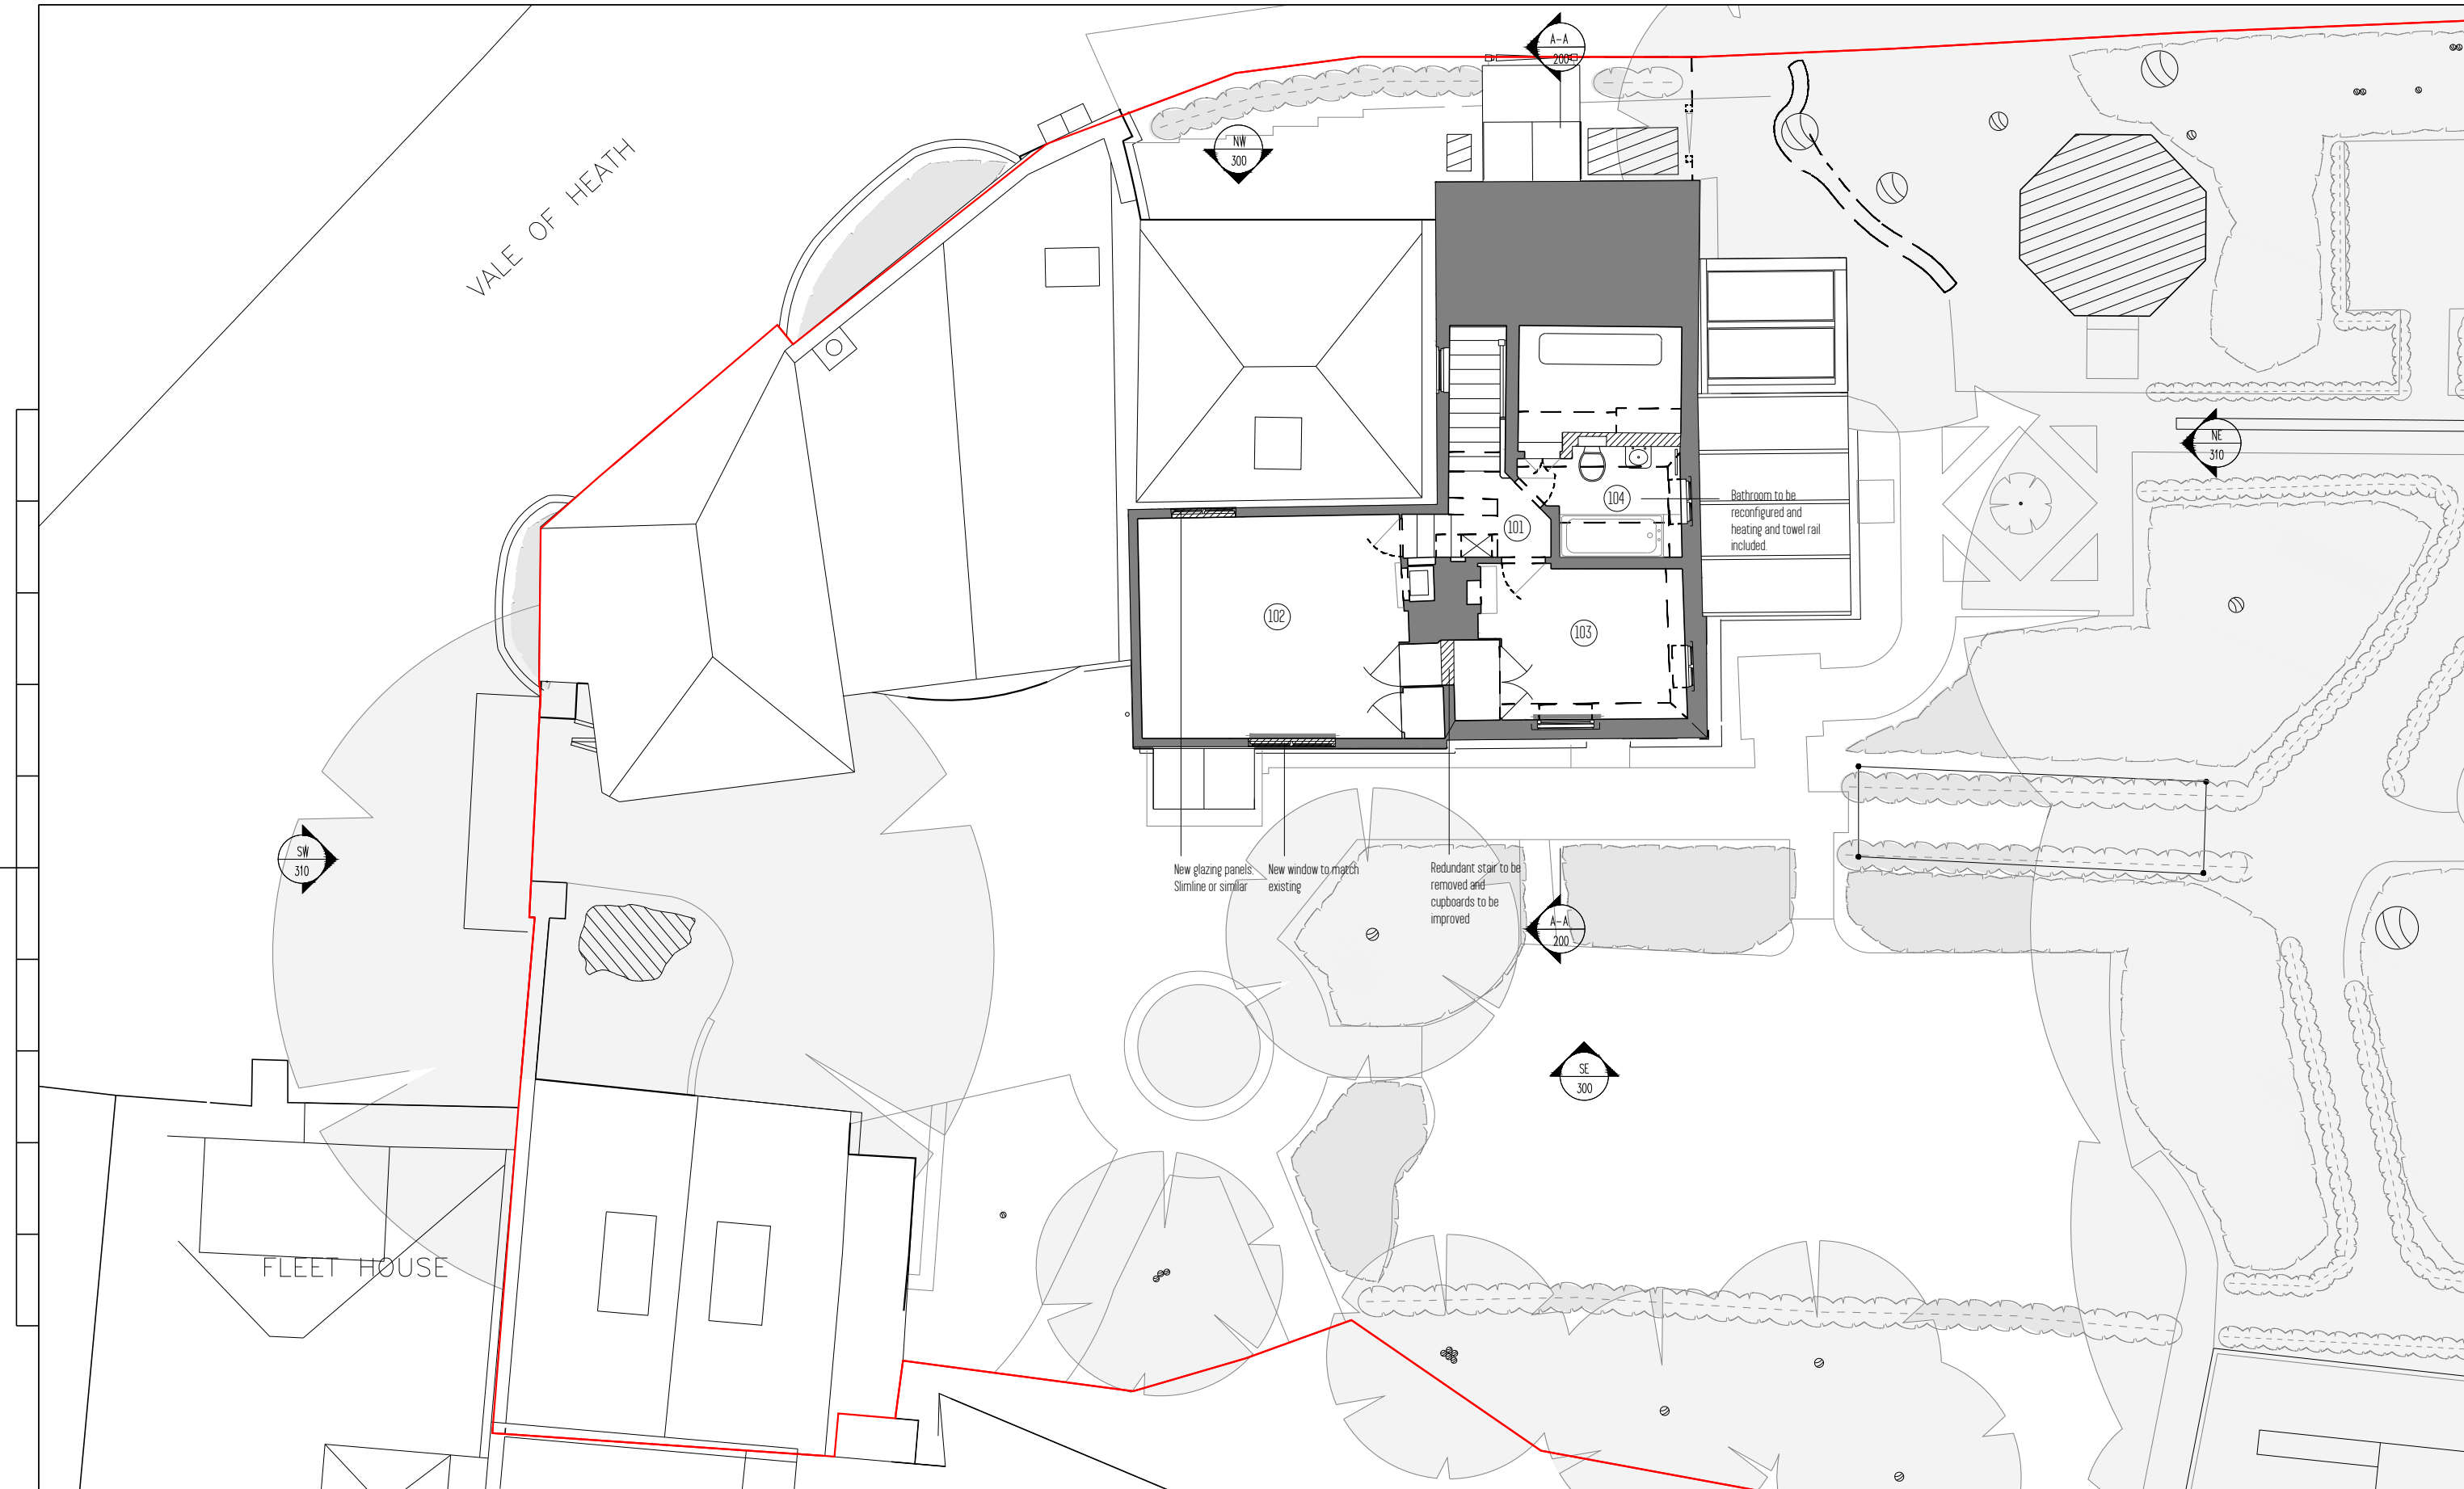 A-A
200
VALE OF HEATH
NW
300
NE
310
104
Bathroom to be
reconfigured and
heating and towel rail
included.
101
102
103
SW
310
New glazing panels.
Slimline or similar
New window to match
existing
Redundant stair to be
removed and
cupboards to be
improved
A-A
200
SE
300
FLEET HOUSE